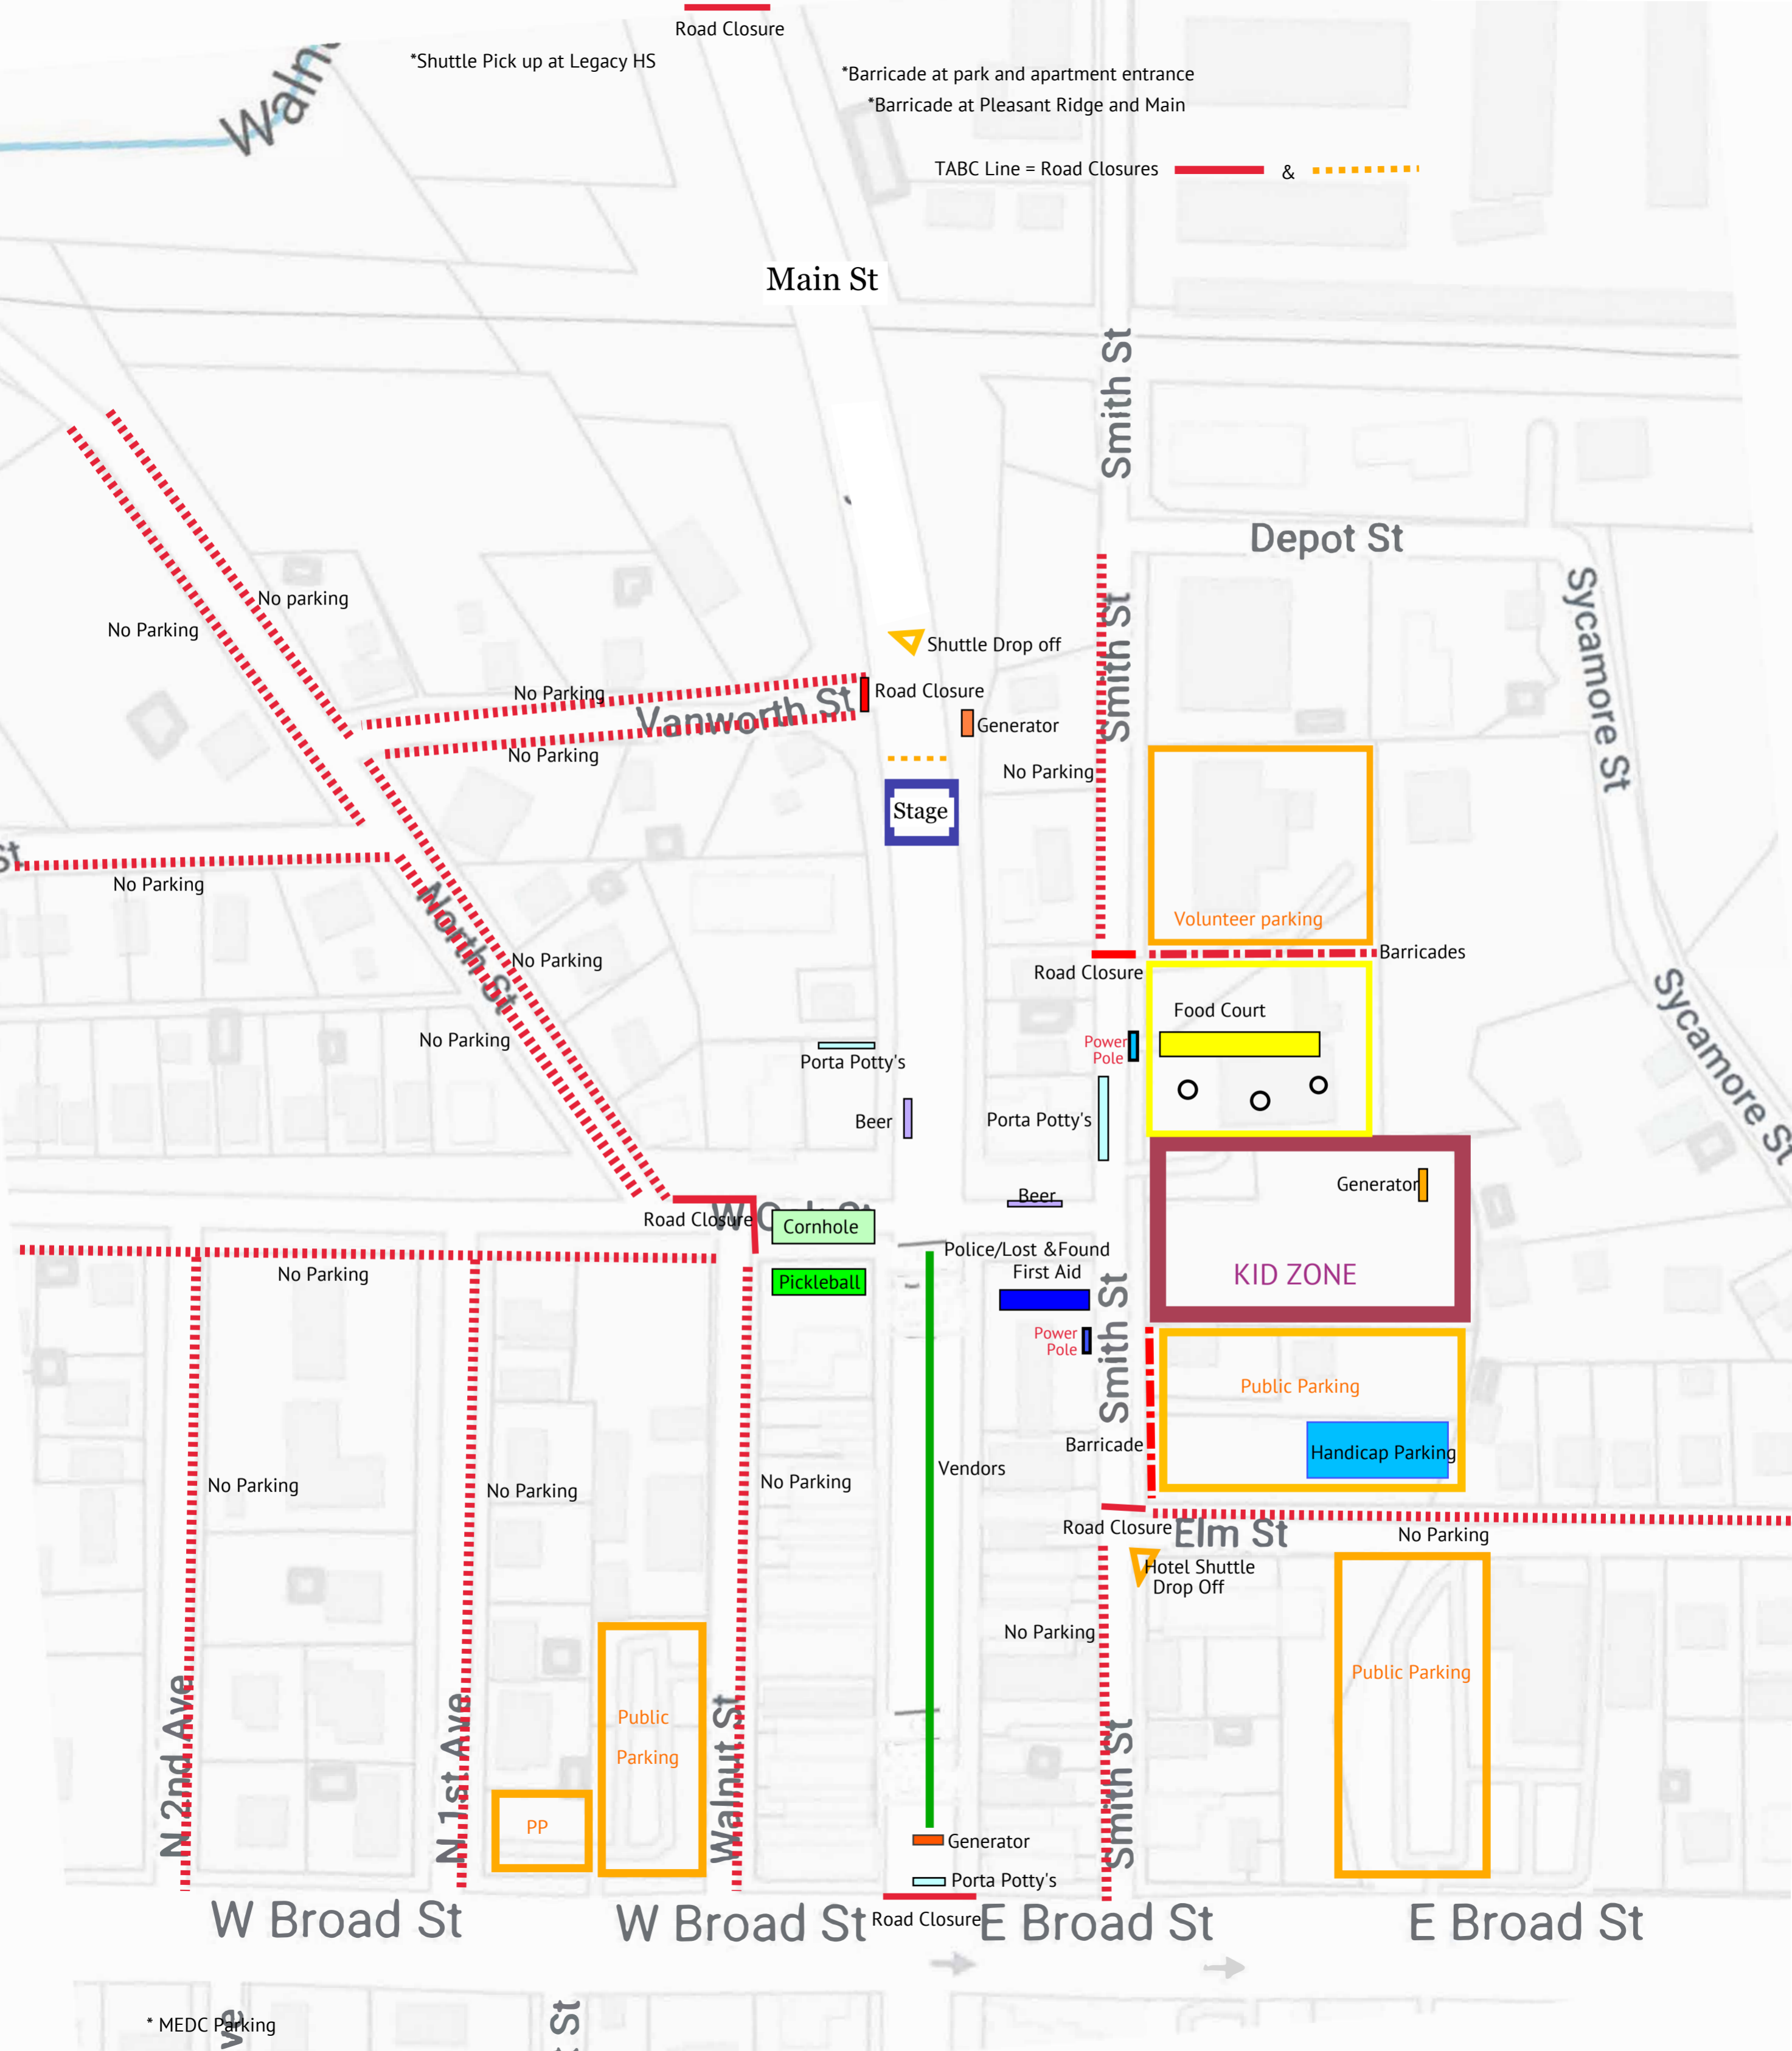 Road Closure
*Shuttle Pick up at Legacy HS
*Barricade at park and apartment entrance
*Barricade at Pleasant Ridge and Main
TABC Line = Road Closures
&
Main St
Smith St
Depot St
Sycamore St
No parking
No Parking
Shuttle Drop off
No Parking
Road Closure
Vanworth St
Generator
No Parking
Smith St
No Parking
Stage
St
No Parking
North St
Volunteer parking
Barricades
No Parking
Road Closure
Sycamore St
Food Court
No Parking
Power
Pole
Porta Potty's
Beer
Porta Potty's
Generator
Beer
Road Closure
Cornhole
No Parking
Police/Lost &Found
First Aid
KID ZONE
Pickleball
Power
Pole
Smith St
Public Parking
Barricade
Handicap Parking
No Parking
No Parking
No Parking
Vendors
Road Closure
Elm St
No Parking
Hotel Shuttle
Drop Off
No Parking
Public Parking
Public
Parking
N 2nd Ave
N 1st Ave
Walnut St
Smith St
PP
Generator
Porta Potty's
W Broad St
W Broad St
Road Closure
E Broad St
E Broad St
* MEDC Parking
St